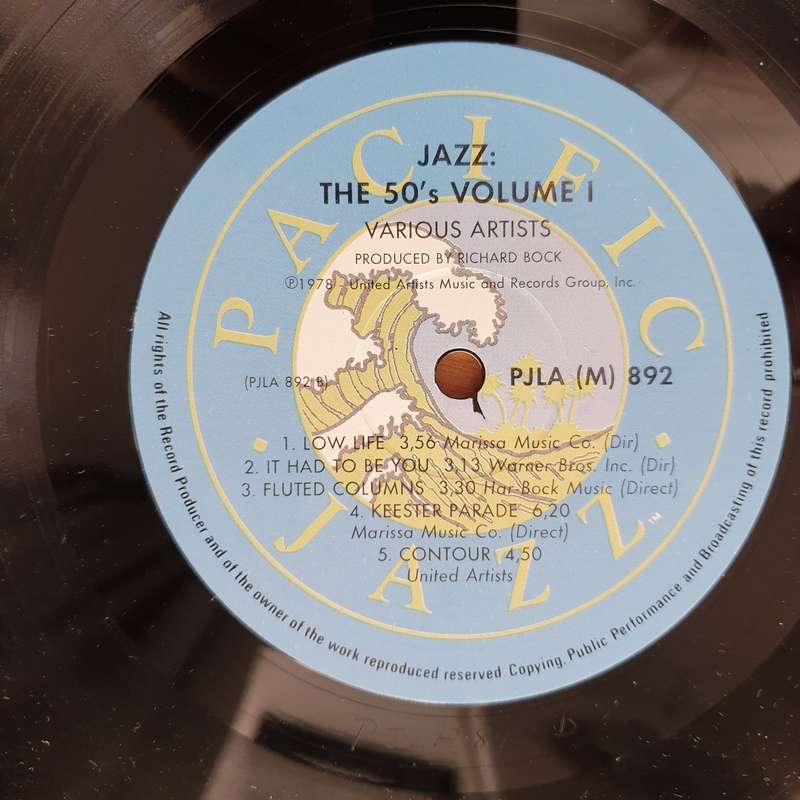 PACIFIC
JAZZ
JAZZ:
THE 50's VOLUME I
VARIOUS ARTISTS
PRODUCED BY RICHARD BOCK
℗1978 United Artists Music and Records Group, Inc.
(PJLA 892 B)
PJLA (M) 892
1. LOW LIFE 3,56 Marissa Music Co. (Dir)
2. IT HAD TO BE YOU 3,13 Warner Bros. Inc. (Dir)
3. FLUTED COLUMNS 3,30 Har-Bock Music (Direct)
4. KEESTER PARADE 6,20
Marissa Music Co. (Direct)
5. CONTOUR 4,50
United Artists
TM
All rights of the Record Producer and of the owner of the work reproduced reserved Copying, Public Performance and Broadcasting of this record prohibited